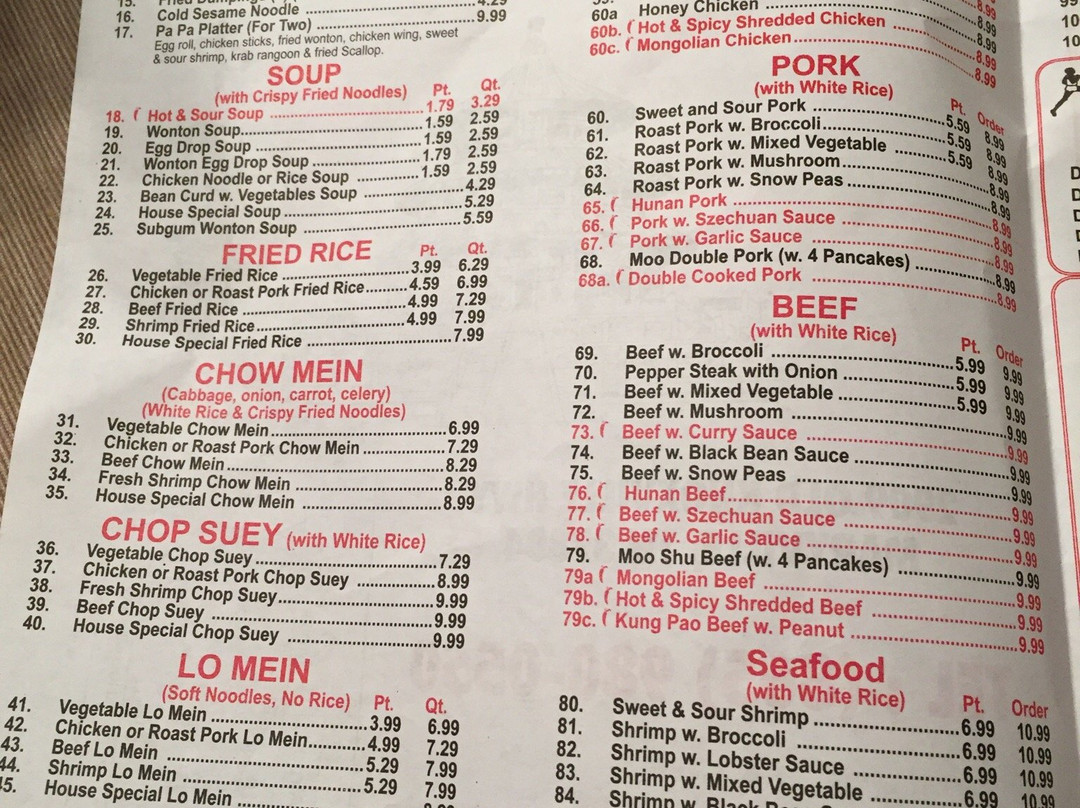 15.
4.29
16. Cold Sesame Noodle
9.99
17. Pa Pa Platter (For Two)
Egg roll, chicken sticks, fried wonton, chicken wing, sweet
& sour shrimp, krab rangoon & fried Scallop.
SOUP
(with Crispy Fried Noodles) Pt. Qt.
18. Hot & Sour Soup 1.79 3.29
19. Wonton Soup 1.59 2.59
20. Egg Drop Soup 1.59 2.59
21. Wonton Egg Drop Soup 1.79 2.59
22. Chicken Noodle or Rice Soup 1.59 2.59
23. Bean Curd w. Vegetables Soup 4.29
24. House Special Soup 5.29
25. Subgum Wonton Soup 5.59
FRIED RICE Pt. Qt.
26. Vegetable Fried Rice 3.99 6.29
27. Chicken or Roast Pork Fried Rice 4.59 6.99
28. Beef Fried Rice 4.99 7.29
29. Shrimp Fried Rice 4.99 7.99
30. House Special Fried Rice 7.99
CHOW MEIN
(Cabbage, onion, carrot, celery)
(White Rice & Crispy Fried Noodles)
31. Vegetable Chow Mein 6.99
32. Chicken or Roast Pork Chow Mein 7.29
33. Beef Chow Mein 8.29
34. Fresh Shrimp Chow Mein 8.29
35. House Special Chow Mein 8.99
CHOP SUEY (with White Rice)
36. Vegetable Chop Suey 7.29
37. Chicken or Roast Pork Chop Suey 8.99
38. Fresh Shrimp Chop Suey 9.99
39. Beef Chop Suey 9.99
40. House Special Chop Suey 9.99
LO MEIN
(Soft Noodles, No Rice) Pt. Qt.
41. Vegetable Lo Mein 3.99 6.99
42. Chicken or Roast Pork Lo Mein 4.99 7.29
43. Beef Lo Mein 5.29 7.99
44. Shrimp Lo Mein 5.29 7.99
45. House Special Lo Mein
60a Honey Chicken 8.99
60b. Hot & Spicy Shredded Chicken 8.99
60c. Mongolian Chicken 8.99
PORK
(with White Rice) Pt. Order
60. Sweet and Sour Pork 5.59 8.99
61. Roast Pork w. Broccoli 5.59 8.99
62. Roast Pork w. Mixed Vegetable 5.59 8.99
63. Roast Pork w. Mushroom 8.99
64. Roast Pork w. Snow Peas 8.99
65. Hunan Pork 8.99
66. Pork w. Szechuan Sauce 8.99
67. Pork w. Garlic Sauce 8.99
68. Moo Double Pork (w. 4 Pancakes) 8.99
68a. Double Cooked Pork 8.99
BEEF
(with White Rice) Pt. Order
69. Beef w. Broccoli 5.99 9.99
70. Pepper Steak with Onion 5.99 9.99
71. Beef w. Mixed Vegetable 5.99 9.99
72. Beef w. Mushroom 9.99
73. Beef w. Curry Sauce 9.99
74. Beef w. Black Bean Sauce 9.99
75. Beef w. Snow Peas 9.99
76. Hunan Beef 9.99
77. Beef w. Szechuan Sauce 9.99
78. Beef w. Garlic Sauce 9.99
79. Moo Shu Beef (w. 4 Pancakes) 9.99
79a Mongolian Beef 9.99
79b. Hot & Spicy Shredded Beef 9.99
79c. Kung Pao Beef w. Peanut 9.99
Seafood
(with White Rice) Pt. Order
80. Sweet & Sour Shrimp 6.99 10.99
81. Shrimp w. Broccoli 6.99 10.99
82. Shrimp w. Lobster Sauce 6.99 10.99
83. Shrimp w. Mixed Vegetable 6.99 10.99
84. Shrimp w. Black